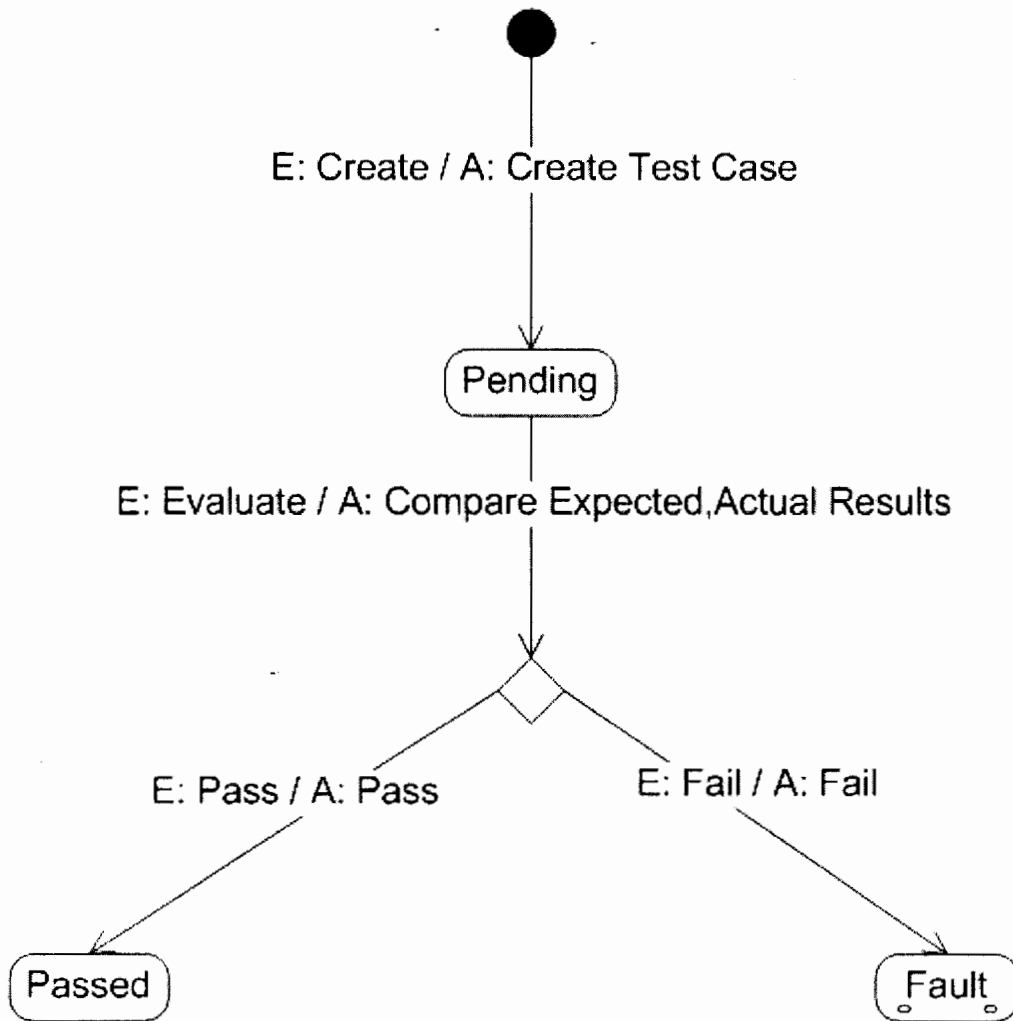 E: Create / A: Create Test Case
Pending
E: Evaluate / A: Compare Expected,Actual Results
E: Pass / A: Pass
E: Fail / A: Fail
Passed
Fault